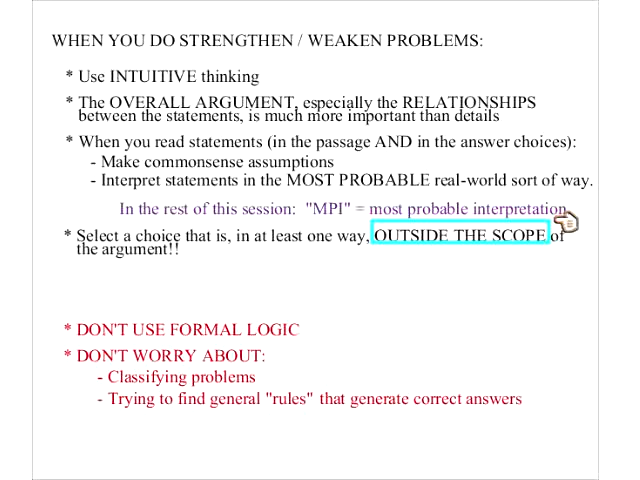 WHEN YOU DO STRENGTHEN / WEAKEN PROBLEMS:
* Use INTUITIVE thinking
* The OVERALL ARGUMENT, especially the RELATIONSHIPS
between the statements, is much more important than details
* When you read statements (in the passage AND in the answer choices):
- Make commonsense assumptions
- Interpret statements in the MOST PROBABLE real-world sort of way.
In the rest of this session: "MPI" = most probable interpretation
* Select a choice that is, in at least one way, OUTSIDE THE SCOPE of
the argument!!
* DON'T USE FORMAL LOGIC
* DON'T WORRY ABOUT:
- Classifying problems
- Trying to find general "rules" that generate correct answers